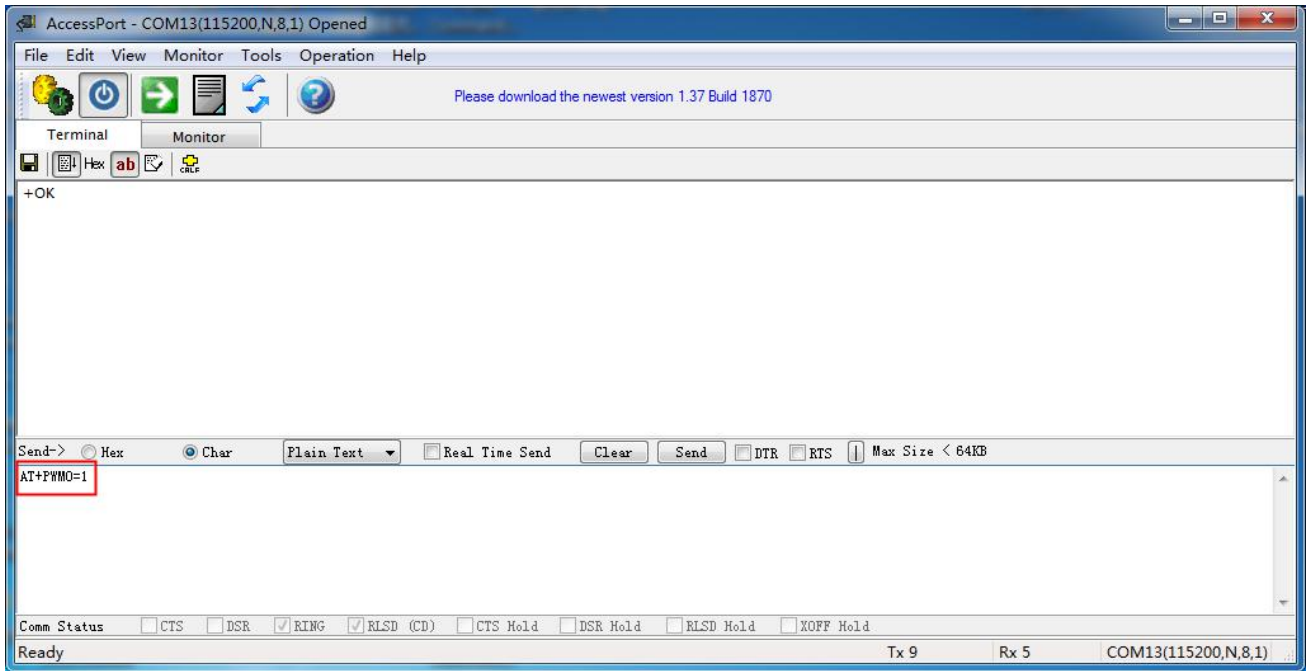 AccessPort - COM13(115200,N,8,1) Opened
File Edit View Monitor Tools Operation Help
Please download the newest version 1.37 Build 1870
Terminal Monitor
Hex ab CRLF
+OK
Send-> Hex Char Plain Text Real Time Send Clear Send DTR RTS Max Size < 64KB
AT+PWMO=1
Comm Status CTS DSR RING RLSD (CD) CTS Hold DSR Hold RLSD Hold XOFF Hold
Ready Tx 9 Rx 5 COM13(115200,N,8,1)